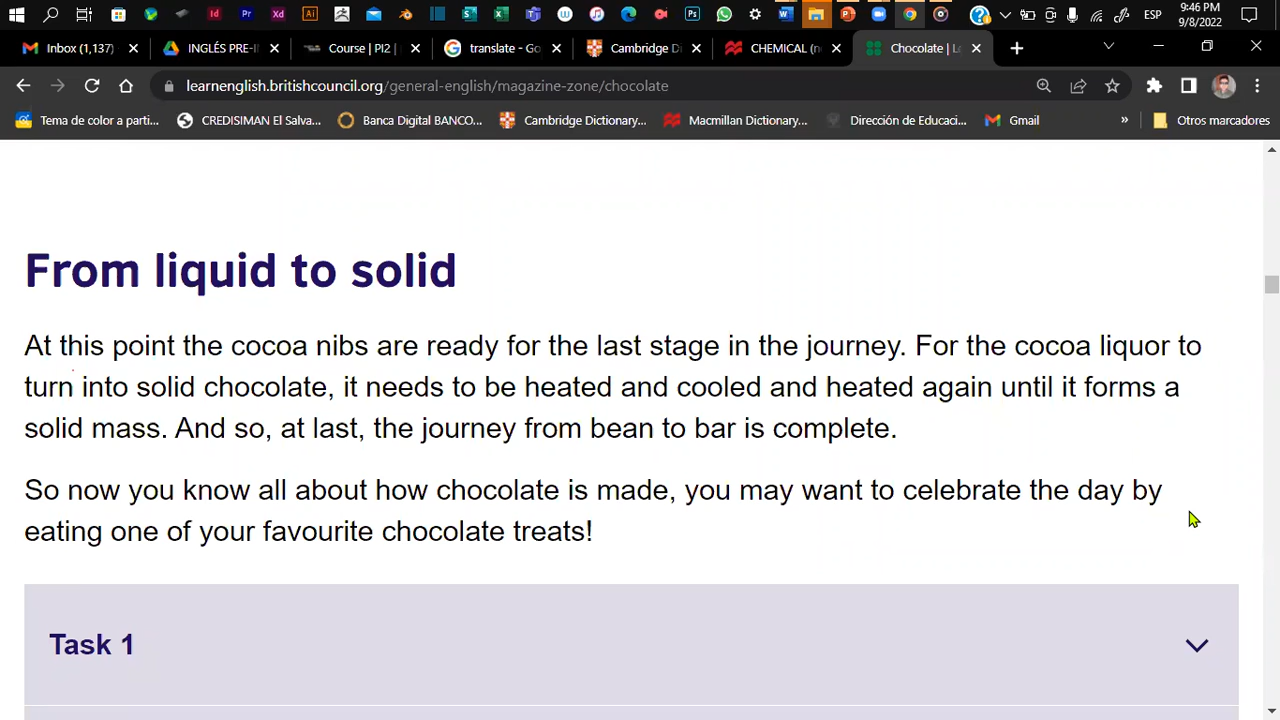 9:46 PM
ESP
9/8/2022
Inbox (1,137)
INGLÉS PRE-I
Course | PI2
translate - Go
Cambridge Di
CHEMICAL (n
Chocolate | Le
learnenglish.britishcouncil.org/general-english/magazine-zone/chocolate
Tema de color a parti...
CREDISIMAN El Salva...
Banca Digital BANCO...
Cambridge Dictionary...
Macmillan Dictionary...
Dirección de Educaci...
Gmail
»
Otros marcadores
From liquid to solid
At this point the cocoa nibs are ready for the last stage in the journey. For the cocoa liquor to
turn into solid chocolate, it needs to be heated and cooled and heated again until it forms a
solid mass. And so, at last, the journey from bean to bar is complete.
So now you know all about how chocolate is made, you may want to celebrate the day by
eating one of your favourite chocolate treats!
Task 1